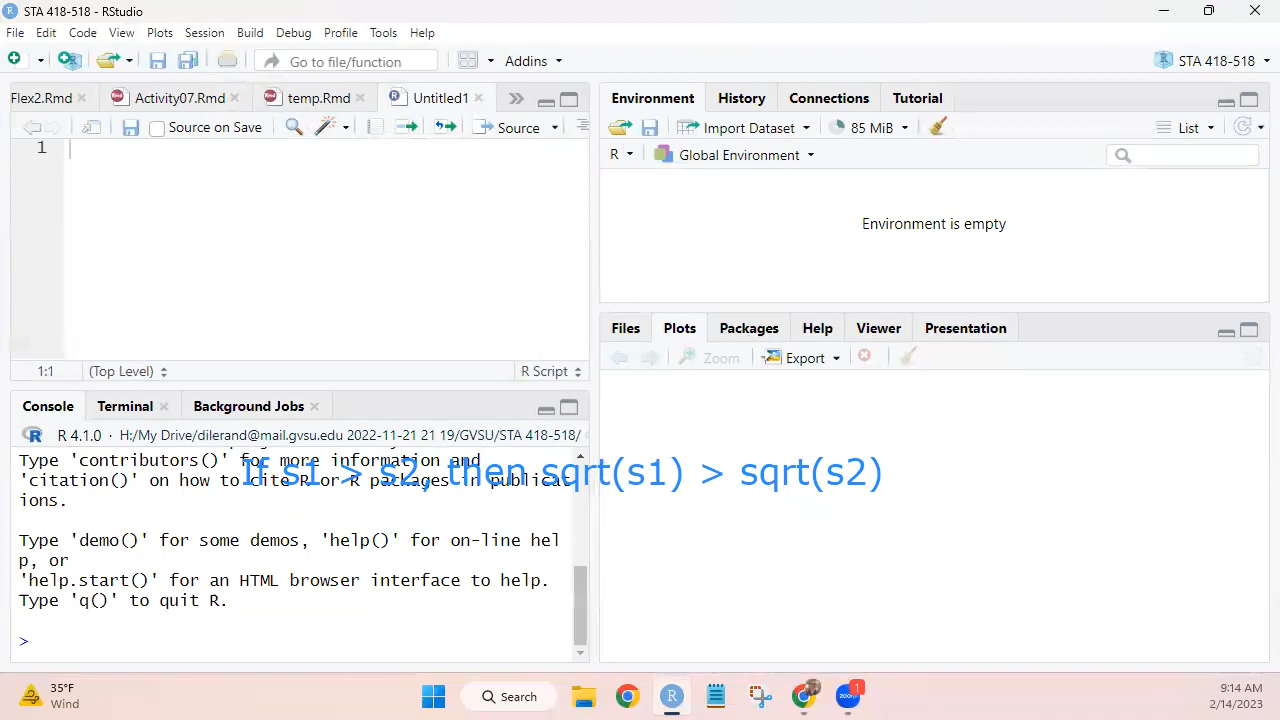 STA 418-518 - RStudio
File Edit Code View Plots Session Build Debug Profile Tools Help
Go to file/function Addins STA 418-518
Flex2.Rmd Activity07.Rmd temp.Rmd Untitled1
Source on Save Source
1
1:1 (Top Level) R Script
Console Terminal Background Jobs
R 4.1.0 · H:/My Drive/dilerand@mail.gvsu.edu 2022-11-21 21 19/GVSU/STA 418-518/
Type 'contributors()' for more information and
'citation()' on how to cite R or R packages in publicat
ions.
Type 'demo()' for some demos, 'help()' for on-line hel
p, or
'help.start()' for an HTML browser interface to help.
Type 'q()' to quit R.
>
If s1 > s2, then sqrt(s1) > sqrt(s2)
Environment History Connections Tutorial
Import Dataset 85 MiB List
R Global Environment
Environment is empty
Files Plots Packages Help Viewer Presentation
Zoom Export
35°F
Wind
Search
zoom
1
9:14 AM
2/14/2023